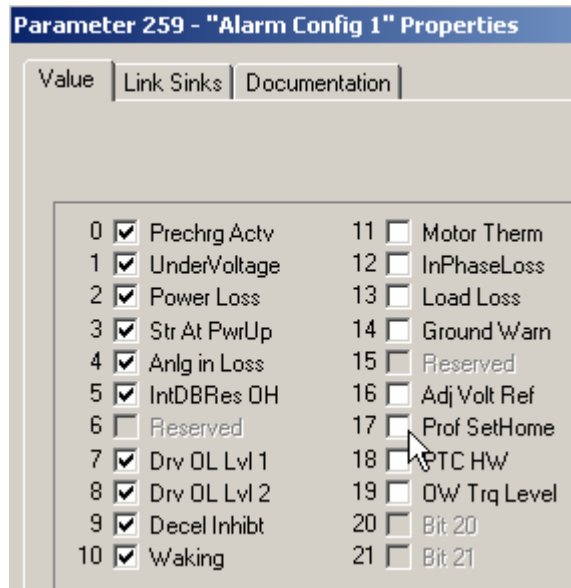 Parameter 259 - "Alarm Config 1" Properties
Value Link Sinks Documentation
0 Prechrg Actv
1 UnderVoltage
2 Power Loss
3 Str At PwrUp
4 Anlg in Loss
5 IntDBRes OH
6 Reserved
7 Drv OL Lvl 1
8 Drv OL Lvl 2
9 Decel Inhibt
10 Waking
11 Motor Therm
12 InPhaseLoss
13 Load Loss
14 Ground Warn
15 Reserved
16 Adj Volt Ref
17 Prof SetHome
18 PTC HW
19 OW Trq Level
20 Bit 20
21 Bit 21